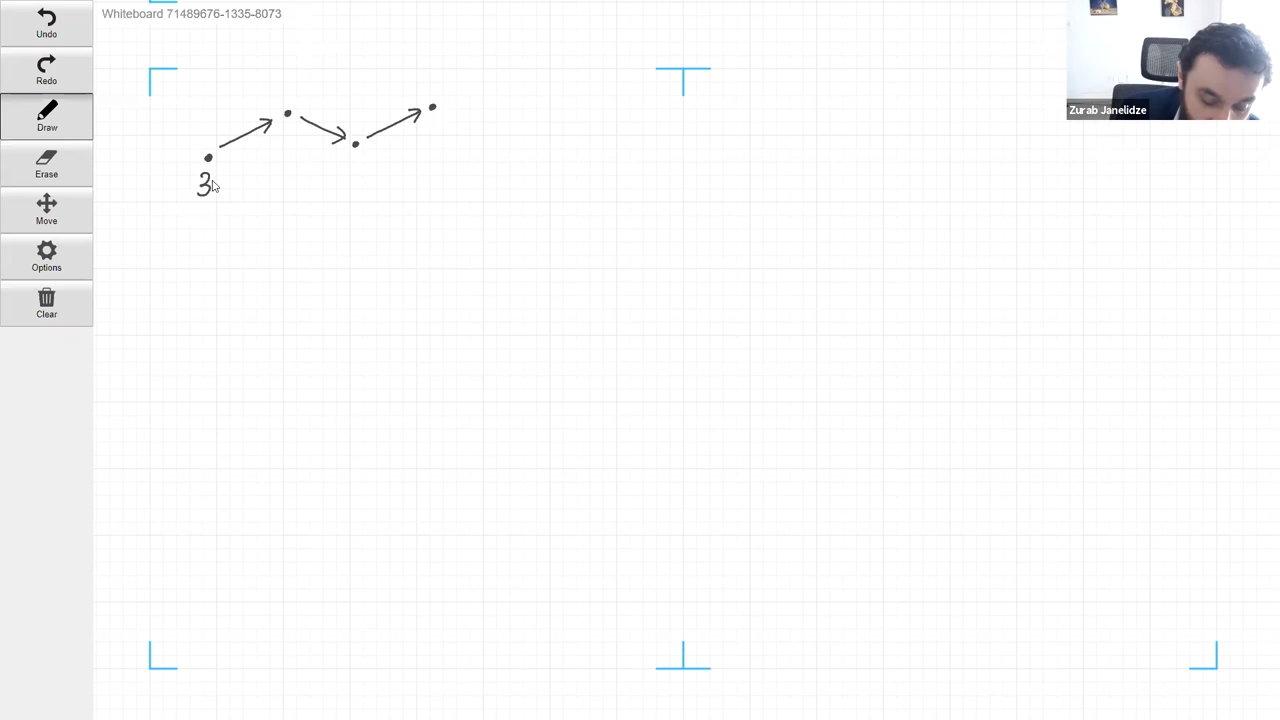 Whiteboard 71489676-1335-8073
Undo
Redo
Draw
Erase
Move
Options
Clear
Zurab Janelidze
3